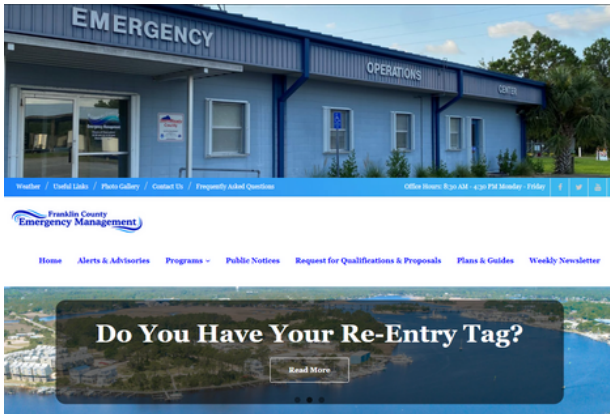 EMERGENCY
OPERATIONS
CENTER
Weather / Useful Links / Photo Gallery / Contact Us / Frequently Asked Questions
Office Hours: 8:30 AM - 4:30 PM Monday - Friday
Franklin County
Emergency Management
Home Alerts & Advisories Programs Public Notices Request for Qualifications & Proposals Plans & Guides Weekly Newsletter
Do You Have Your Re-Entry Tag?
Read More